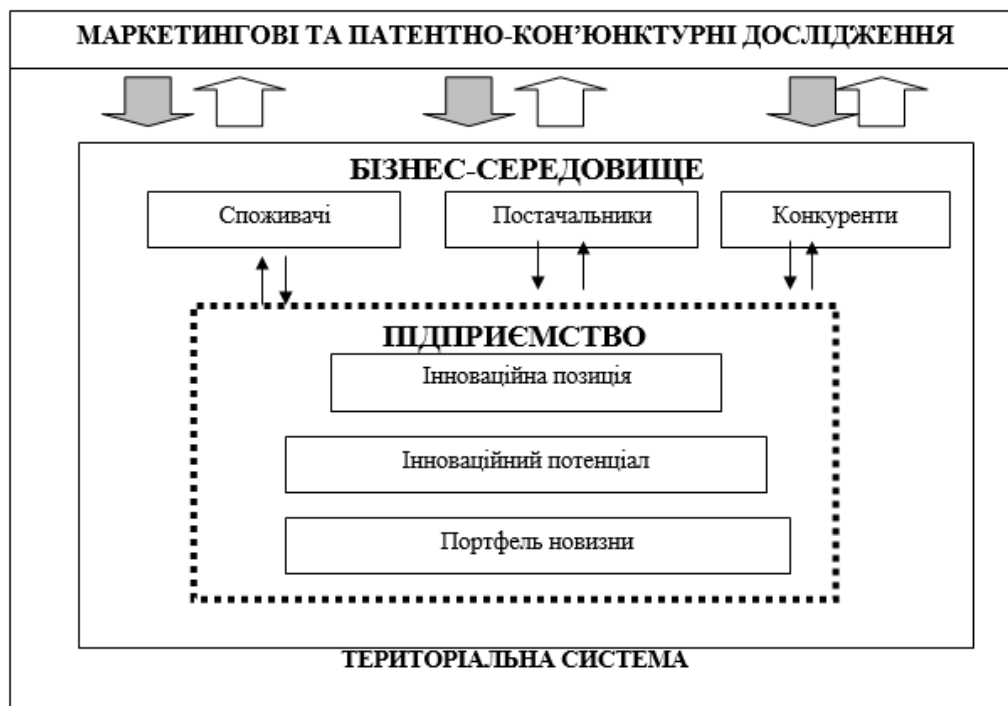 МАРКЕТИНГОВІ ТА ПАТЕНТНО-КОН’ЮНКТУРНІ ДОСЛІДЖЕННЯ
БІЗНЕС-СЕРЕДОВИЩЕ
Споживачі
Постачальники
Конкуренти
ПІДПРИЄМСТВО
Інноваційна позиція
Інноваційний потенціал
Портфель новизни
ТЕРИТОРІАЛЬНА СИСТЕМА